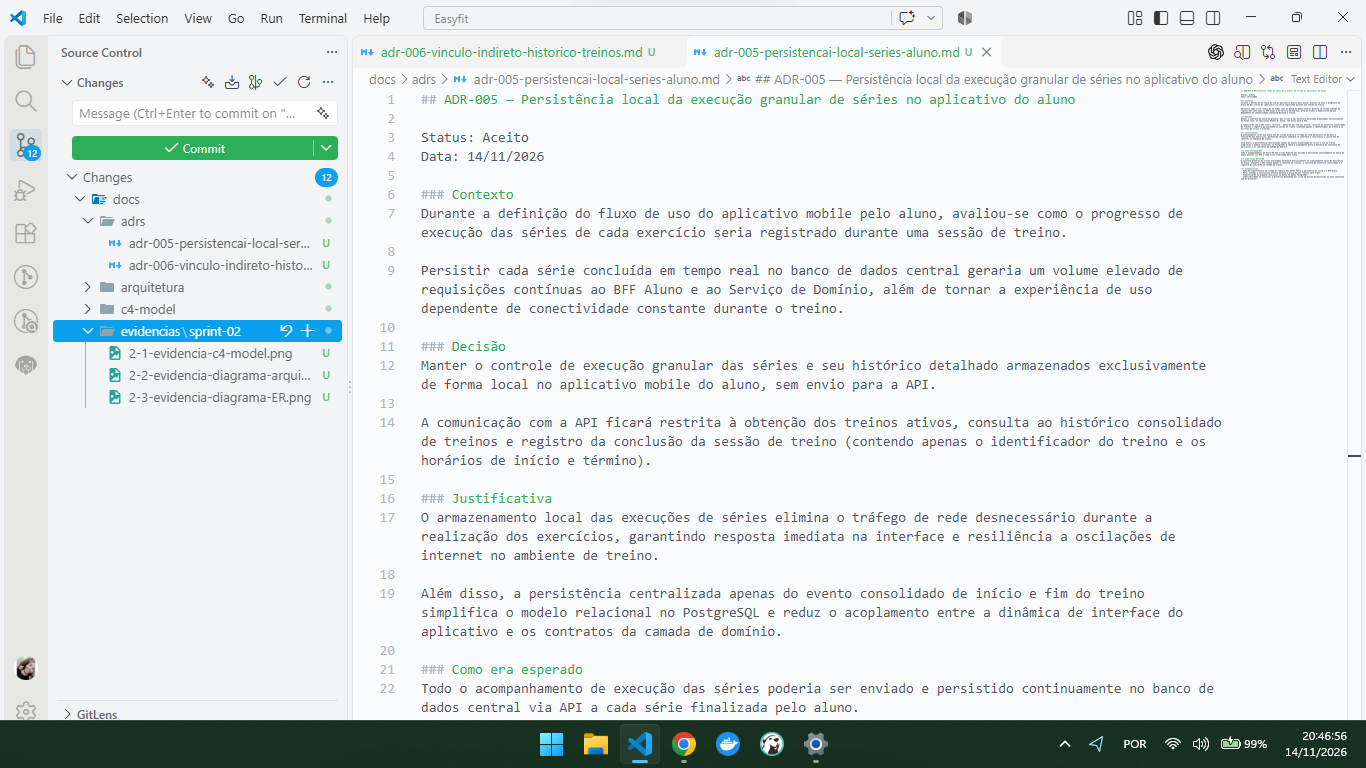 File Edit Selection View Go Run Terminal Help
Easyfit
Source Control
Changes
Message (Ctrl+Enter to commit on "...
Commit
Changes
12
docs
adrs
adr-005-persistencai-local-ser... U
adr-006-vinculo-indireto-histo... U
arquitetura
c4-model
evidencias\sprint-02
2-1-evidencia-c4-model.png U
2-2-evidencia-diagrama-arqui... U
2-3-evidencia-diagrama-ER.png U
GitLens
12
adr-006-vinculo-indireto-historico-treinos.md U
adr-005-persistencai-local-series-aluno.md U
docs > adrs > adr-005-persistencai-local-series-aluno.md > ## ADR-005 — Persistência local da execução granular de séries no aplicativo do aluno > Text Editor
1 ## ADR-005 — Persistência local da execução granular de séries no aplicativo do aluno
2
3 Status: Aceito
4 Data: 14/11/2026
5
6 ### Contexto
7 Durante a definição do fluxo de uso do aplicativo mobile pelo aluno, avaliou-se como o progresso de
execução das séries de cada exercício seria registrado durante uma sessão de treino.
8
9 Persistir cada série concluída em tempo real no banco de dados central geraria um volume elevado de
requisições contínuas ao BFF Aluno e ao Serviço de Domínio, além de tornar a experiência de uso
dependente de conectividade constante durante o treino.
10
11 ### Decisão
12 Manter o controle de execução granular das séries e seu histórico detalhado armazenados exclusivamente
de forma local no aplicativo mobile do aluno, sem envio para a API.
13
14 A comunicação com a API ficará restrita à obtenção dos treinos ativos, consulta ao histórico consolidado
de treinos e registro da conclusão da sessão de treino (contendo apenas o identificador do treino e os
horários de início e término).
15
16 ### Justificativa
17 O armazenamento local das execuções de séries elimina o tráfego de rede desnecessário durante a
realização dos exercícios, garantindo resposta imediata na interface e resiliência a oscilações de
internet no ambiente de treino.
18
19 Além disso, a persistência centralizada apenas do evento consolidado de início e fim do treino
simplifica o modelo relacional no PostgreSQL e reduz o acoplamento entre a dinâmica de interface do
aplicativo e os contratos da camada de domínio.
20
21 ### Como era esperado
22 Todo o acompanhamento de execução das séries poderia ser enviado e persistido continuamente no banco de
dados central via API a cada série finalizada pelo aluno.
POR
99%
20:46:56
14/11/2026